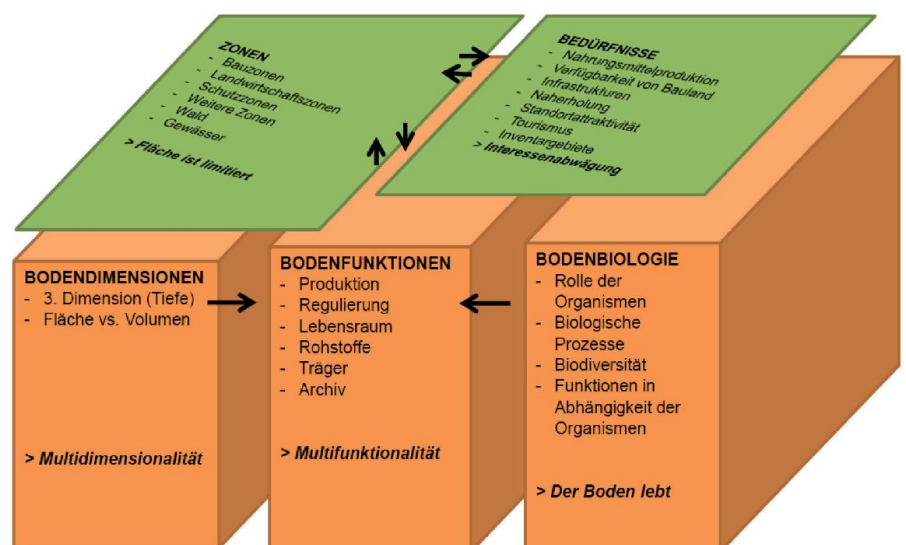 ZONEN
- Bauzonen
- Landwirtschaftszonen
- Schutzzonen
- Weitere Zonen
- Wald
- Gewässer
> Fläche ist limitiert
BEDÜRFNISSE
- Nahrungsmittelproduktion
- Verfügbarkeit von Bauland
- Infrastrukturen
- Naherholung
- Standortattraktivität
- Tourismus
- Inventargebiete
> Interessenabwägung
BODENDIMENSIONEN
- 3. Dimension (Tiefe)
- Fläche vs. Volumen
> Multidimensionalität
BODENFUNKTIONEN
- Produktion
- Regulierung
- Lebensraum
- Rohstoffe
- Träger
- Archiv
> Multifunktionalität
BODENBIOLOGIE
- Rolle der
Organismen
- Biologische
Prozesse
- Biodiversität
- Funktionen in
Abhängigkeit der
Organismen
> Der Boden lebt